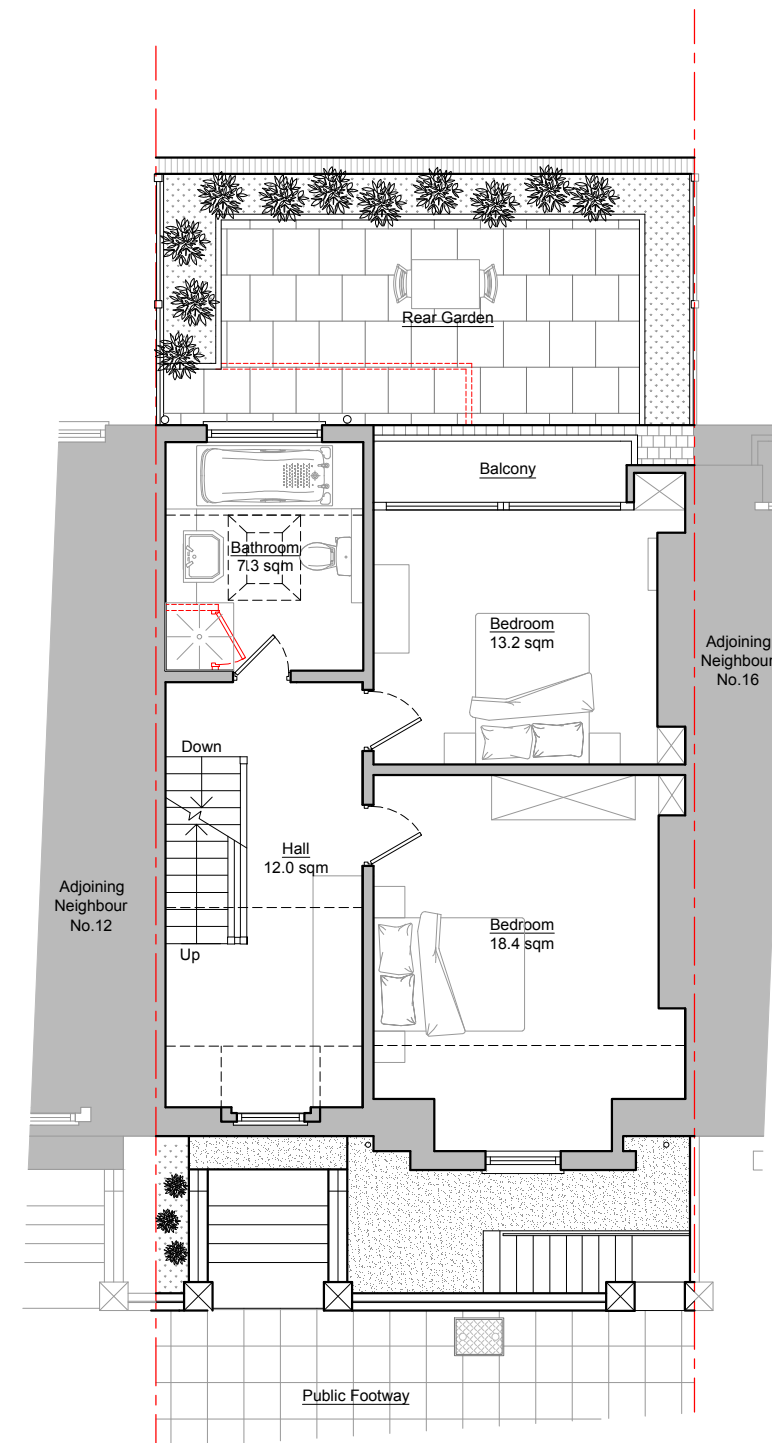 Rear Garden
Balcony
Bathroom
7.3 sqm
Bedroom
13.2 sqm
Adjoining
Neighbour
No.16
Down
Hall
12.0 sqm
Adjoining
Neighbour
No.12
Bedroom
18.4 sqm
Up
Public Footway